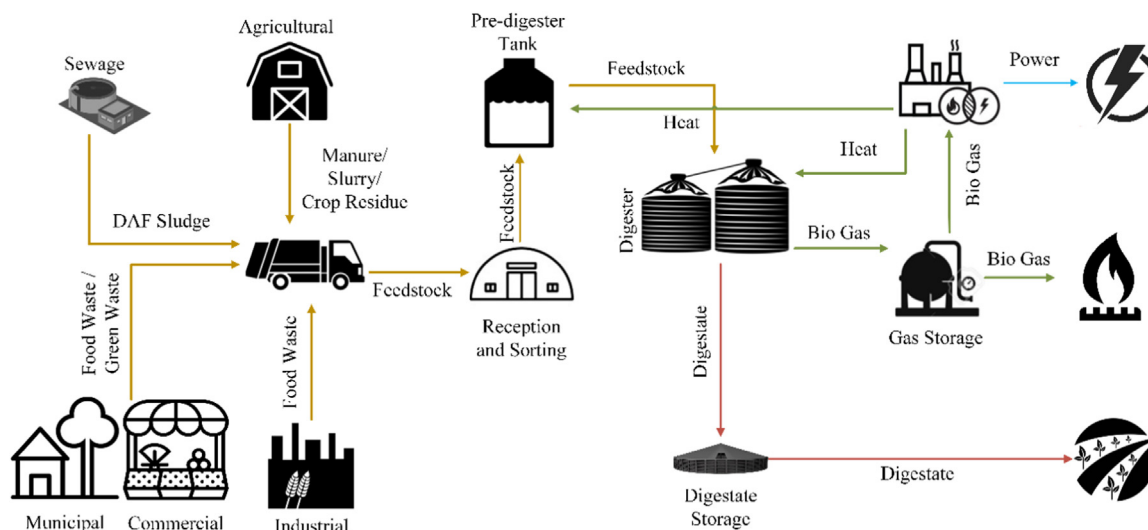 Sewage
Agricultural
Pre-digester
Tank
Feedstock
Power
Heat
Heat
Manure/
Slurry/
Crop Residue
DAF Sludge
Feedstock
Bio Gas
Digester
Bio Gas
Bio Gas
Feedstock
Food Waste /
Green Waste
Food Waste
Reception
and Sorting
Gas Storage
Digestate
Digestate
Digestate
Storage
Municipal
Commercial
Industrial